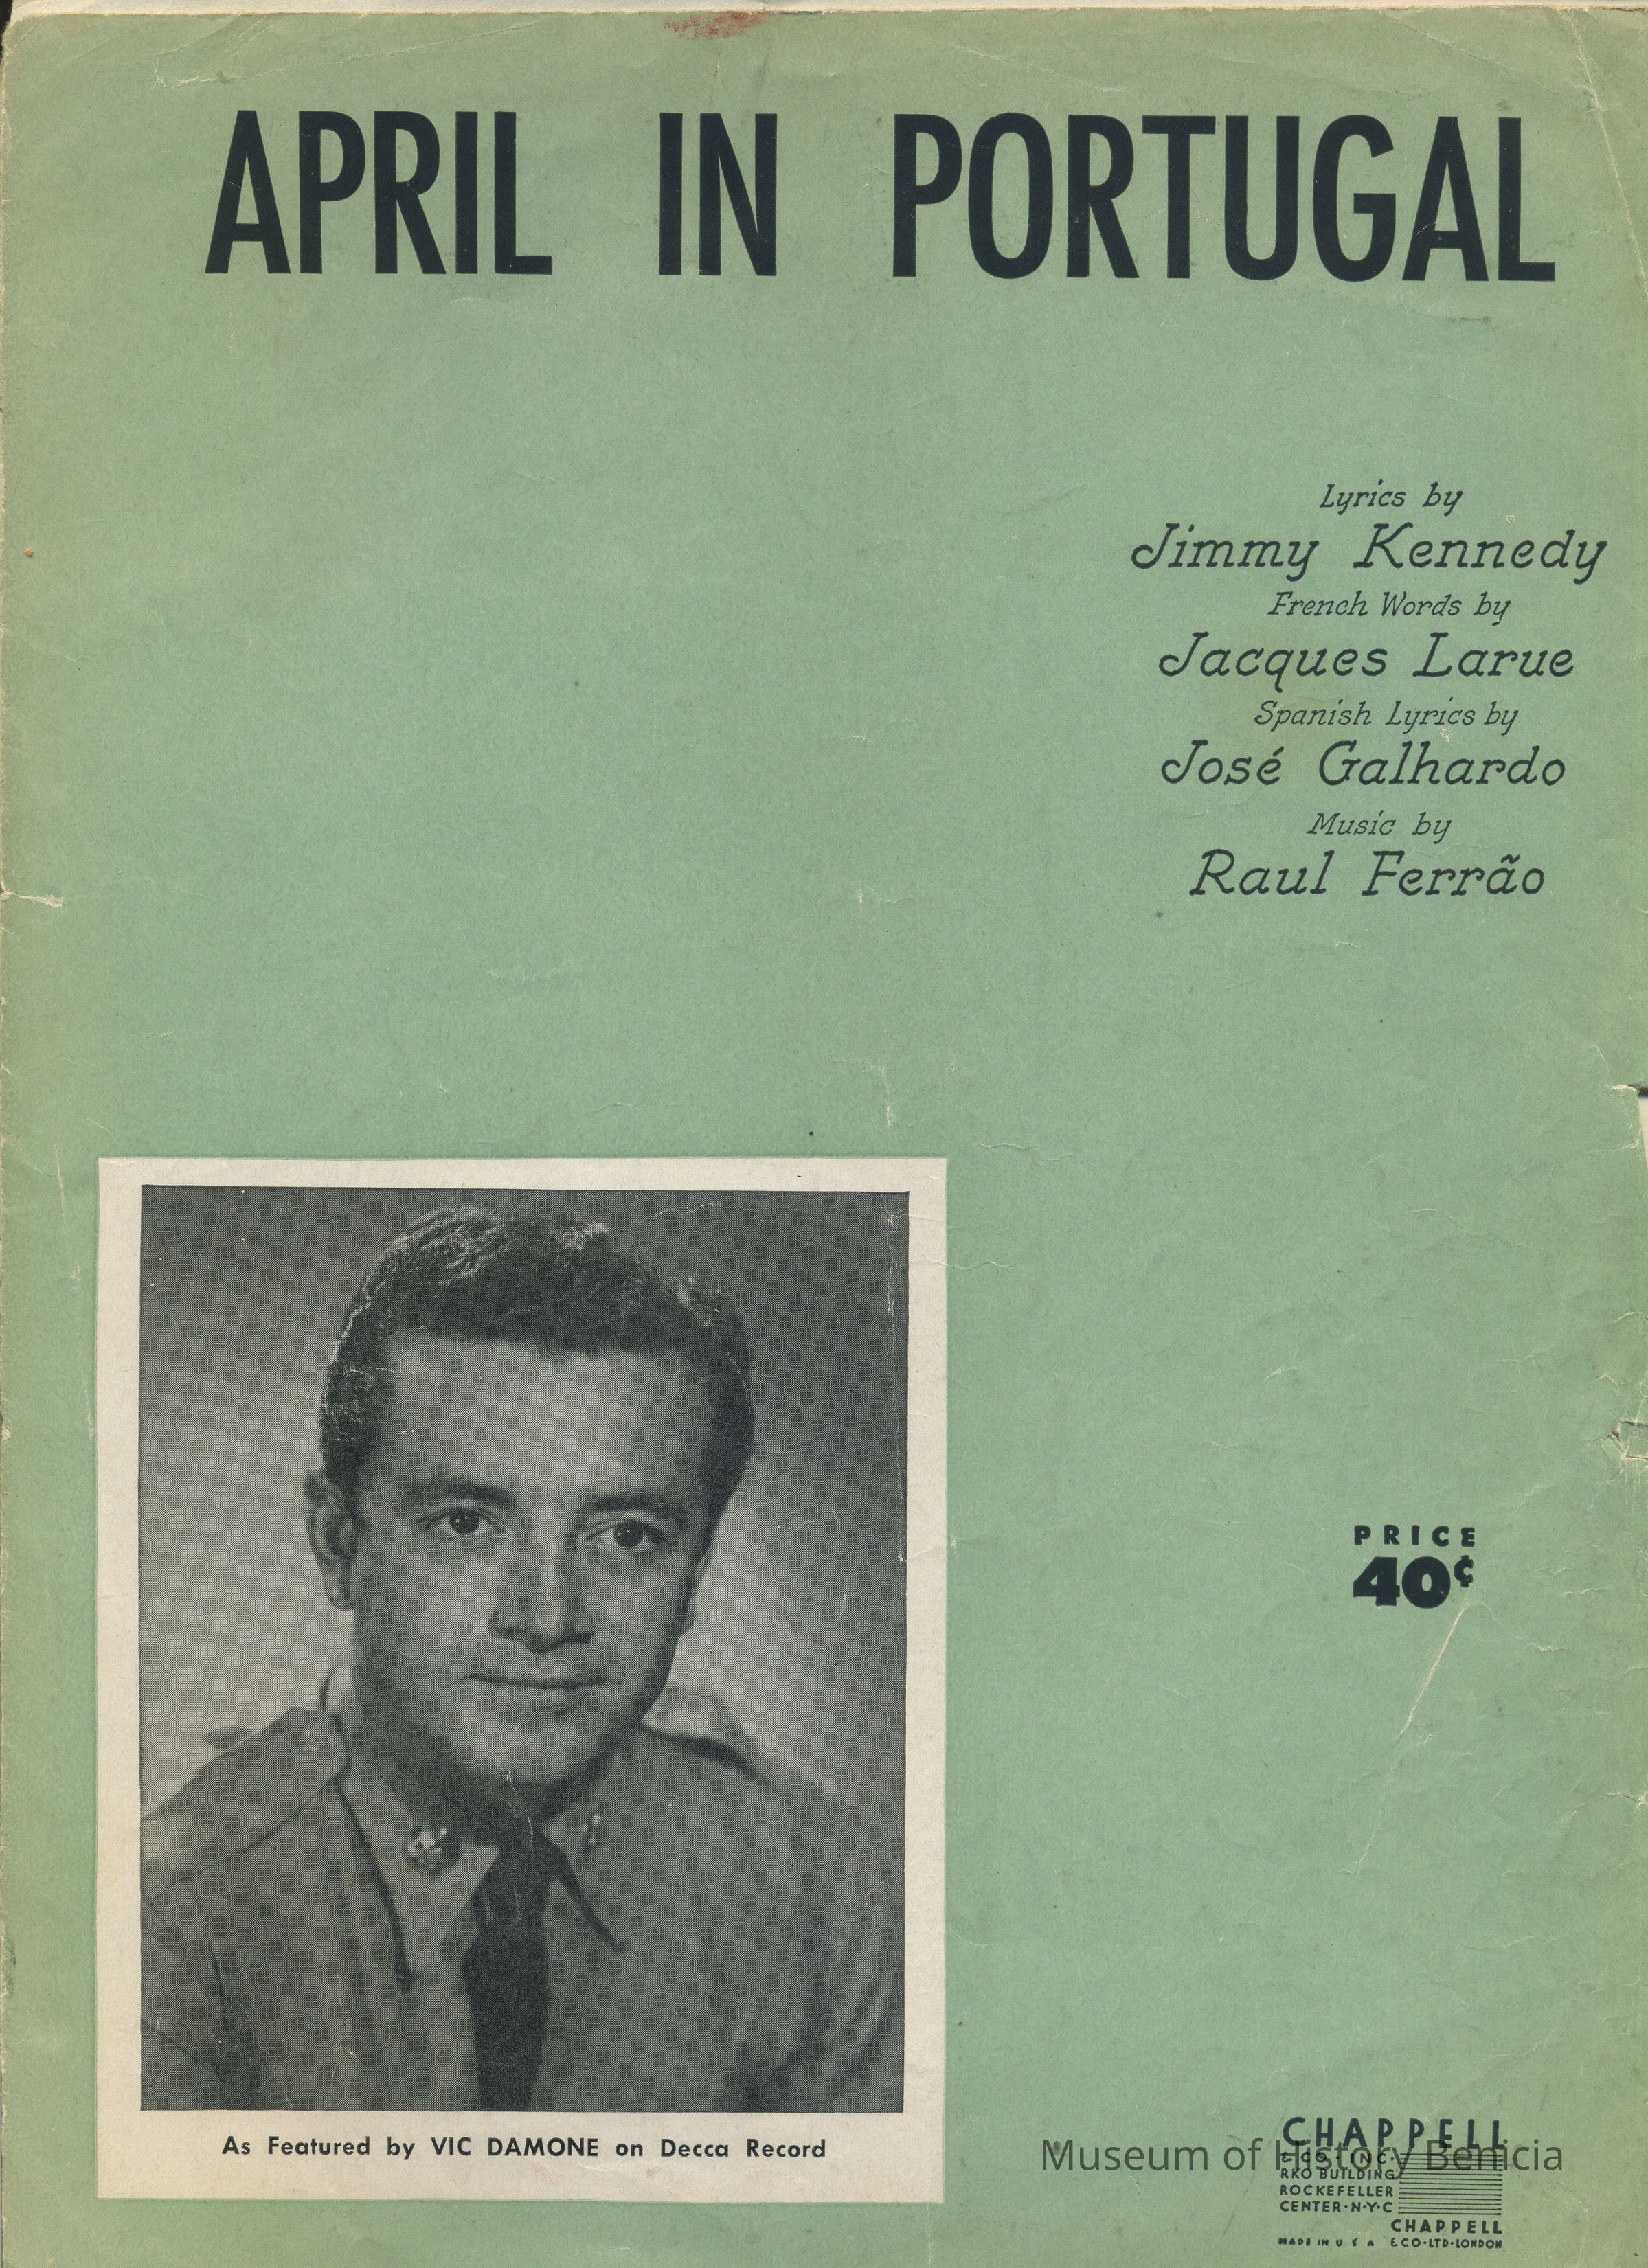 APRIL IN PORTUGAL
Lyrics by
Jimmy Kennedy
French Words by
Jacques Larue
Spanish Lyrics by
José Galhardo
Music by
Raul Ferrão
PRICE
40¢
As Featured by VIC DAMONE on Decca Record
CHAPPELL
Museum of History Benicia
& CO · INC ·
RKO BUILDING
ROCKEFELLER
CENTER · N · Y · C
CHAPPELL
MADE IN U S A & CO · LTD · LONDON